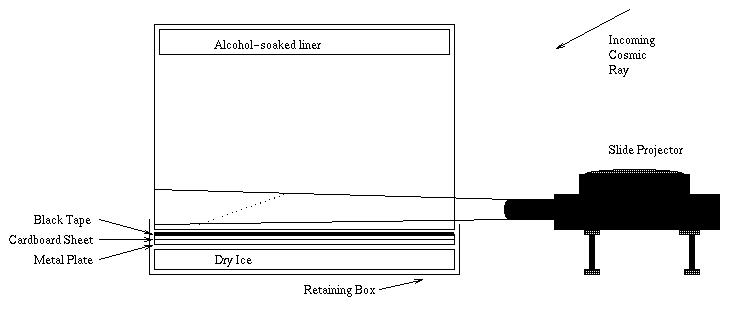 Alcohol-soaked liner
Incoming
Cosmic
Ray
Slide Projector
Black Tape
Cardboard Sheet
Metal Plate
Dry Ice
Retaining Box